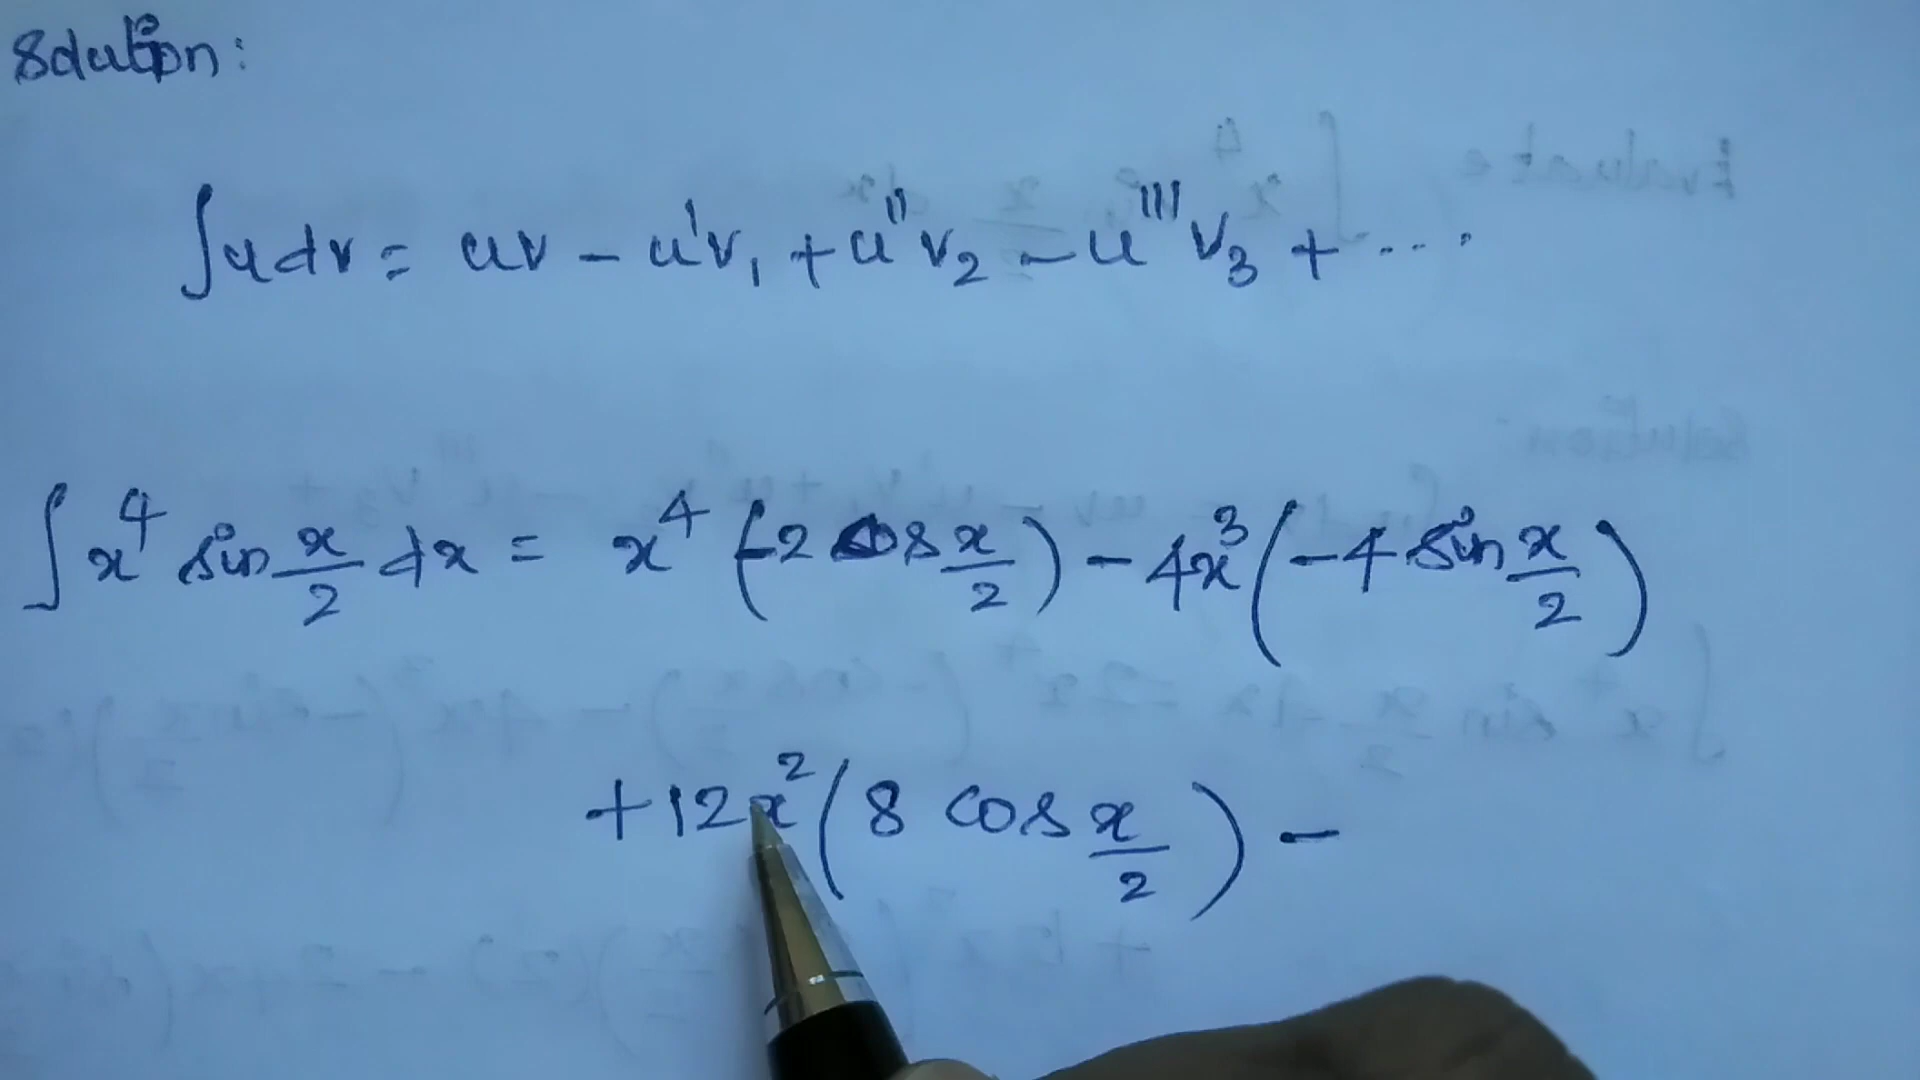 Solution:
∫u dv = uv - u'v₁ + u''v₂ - u'''v₃ + ...
∫x⁴ sin x/2 dx = x⁴ (-2 cos x/2) - 4x³ (-4 sin x/2)
+ 12x² (8 cos x/2) -